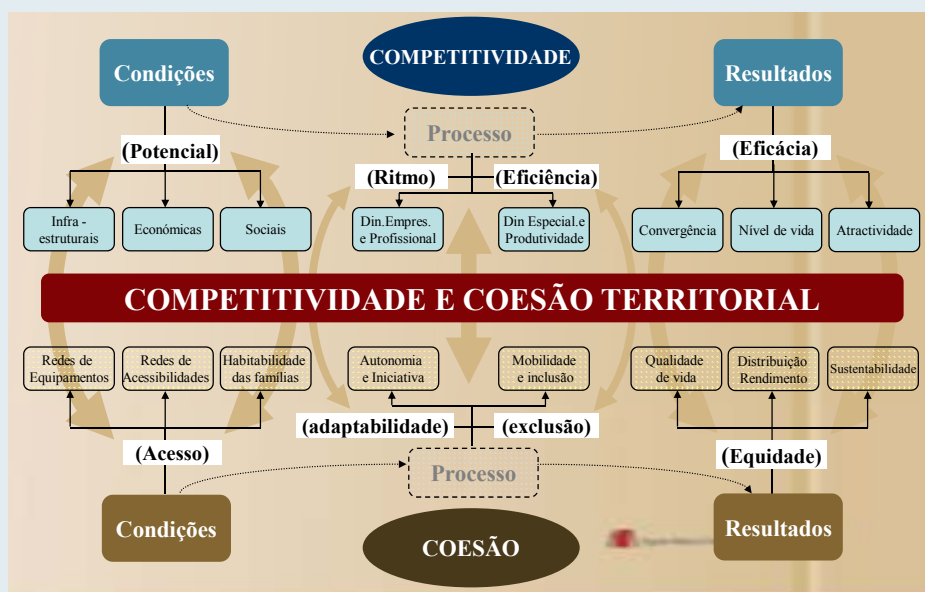 COMPETITIVIDADE
Condições
Resultados
Processo
(Potencial)
(Eficácia)
(Ritmo)
(Eficiência)
Infra -
estruturais
Económicas
Sociais
Din.Empres.
e Profissional
Din Especial.e
Produtividade
Convergência
Nível de vida
Atractividade
COMPETITIVIDADE E COESÃO TERRITORIAL
Redes de
Equipamentos
Redes de
Acessibilidades
Habitabilidade
das famílias
Autonomia
e Iniciativa
Mobilidade
e inclusão
Qualidade
de vida
Distribuição
Rendimento
Sustentabilidade
(adaptabilidade)
(exclusão)
(Acesso)
(Equidade)
Processo
Condições
Resultados
COESÃO